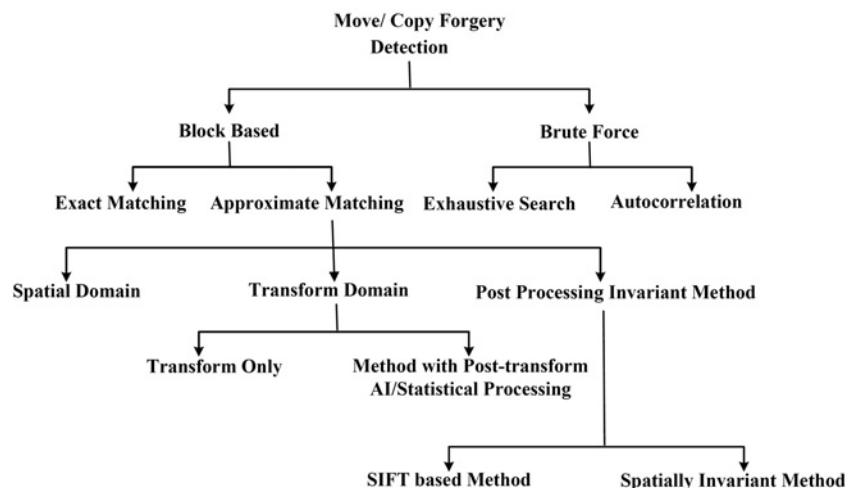 Move/ Copy Forgery
Detection
Block Based
Brute Force
Exact Matching
Approximate Matching
Exhaustive Search
Autocorrelation
Spatial Domain
Transform Domain
Post Processing Invariant Method
Transform Only
Method with Post-transform
AI/Statistical Processing
SIFT based Method
Spatially Invariant Method